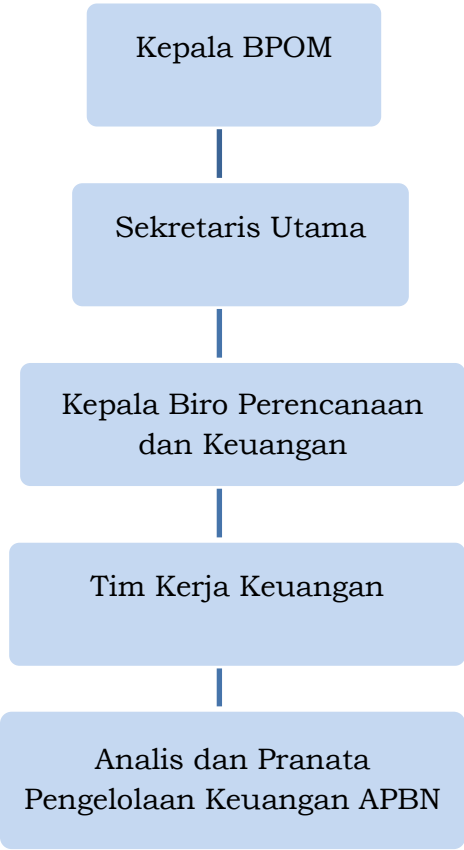 Kepala BPOM
Sekretaris Utama
Kepala Biro Perencanaan
dan Keuangan
Tim Kerja Keuangan
Analis dan Pranata
Pengelolaan Keuangan APBN